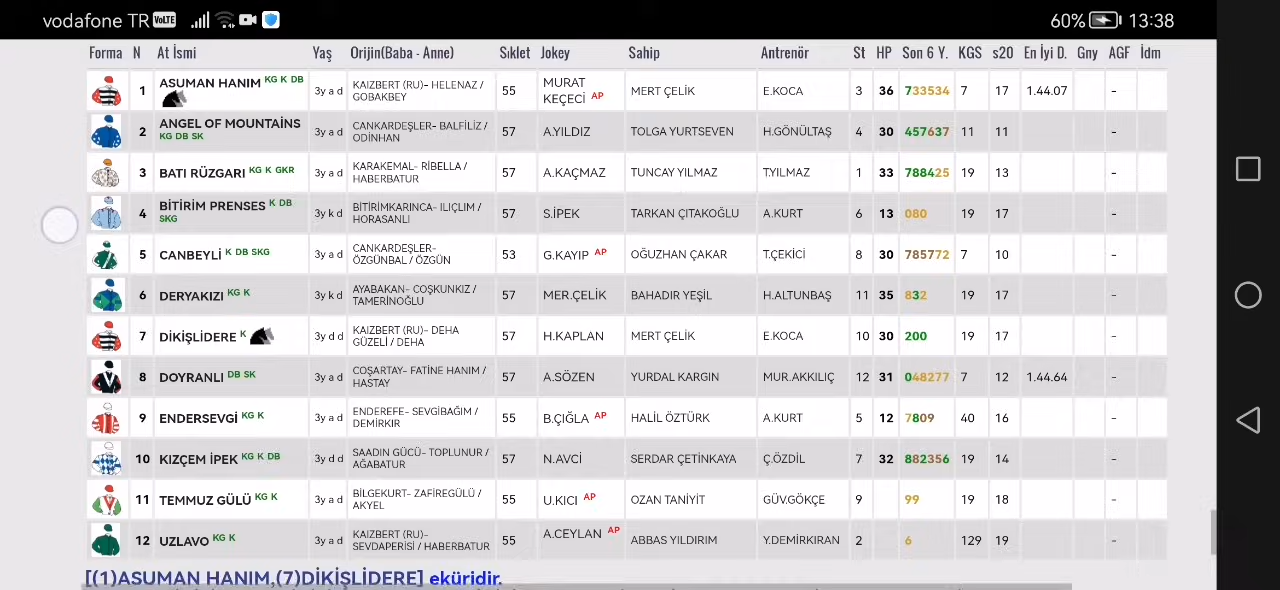 vodafone TR VoLTE 60% 13:38
Forma N At İsmi Yaş Orijin(Baba - Anne) Sıklet Jokey Sahip Antrenör St HP Son 6 Y. KGS s20 En İyi D. Gny AGF İdm
1 ASUMAN HANIM KG K DB 3y a d KAIZBERT (RU)- HELENAZ / GOBAKBEY 55 MURAT KEÇECİ AP MERT ÇELİK E.KOCA 3 36 733534 7 17 1.44.07 -
2 ANGEL OF MOUNTAİNS KG DB SK 3y a d CANKARDEŞLER- BALFİLİZ / ODİNHAN 57 A.YILDIZ TOLGA YURTSEVEN H.GÖNÜLTAŞ 4 30 457637 11 11 -
3 BATI RÜZGARI KG K GKR 3y a d KARAKEMAL- RİBELLA / HABERBATUR 57 A.KAÇMAZ TUNCAY YILMAZ T.YILMAZ 1 33 788425 19 13 -
4 BİTİRİM PRENSES K DB SKG 3y k d BİTİRİMKARINCA- ILIÇLIM / HORASANLI 57 S.İPEK TARKAN ÇITAKOĞLU A.KURT 6 13 080 19 17 -
5 CANBEYLİ K DB SKG 3y a d CANKARDEŞLER- ÖZGÜNBAL / ÖZGÜN 53 G.KAYIP AP OĞUZHAN ÇAKAR T.ÇEKİCİ 8 30 785772 7 10 -
6 DERYAKIZI KG K 3y k d AYABAKAN- COŞKUNKIZ / TAMERİNOĞLU 57 MER.ÇELİK BAHADIR YEŞİL H.ALTUNBAŞ 11 35 832 19 17 -
7 DİKİŞLİDERE K 3y d d KAIZBERT (RU)- DEHA GÜZELİ / DEHA 57 H.KAPLAN MERT ÇELİK E.KOCA 10 30 200 19 17 -
8 DOYRANLI DB SK 3y a d COŞARTAY- FATİNE HANIM / HASTAY 57 A.SÖZEN YURDAL KARGIN MUR.AKKILIÇ 12 31 048277 7 12 1.44.64 -
9 ENDERSEVGİ KG K 3y a d ENDEREFE- SEVGİBAĞIM / DEMİRKIR 55 B.ÇIĞLA AP HALİL ÖZTÜRK A.KURT 5 12 7809 40 16 -
10 KIZÇEM İPEK KG K DB 3y d d SAADIN GÜCÜ- TOPLUNUR / AĞABATUR 57 N.AVCİ SERDAR ÇETİNKAYA Ç.ÖZDİL 7 32 882356 19 14 -
11 TEMMUZ GÜLÜ KG K 3y a d BİLGEKURT- ZAFİREGÜLÜ / AKYEL 55 U.KICI AP OZAN TANİYİT GÜV.GÖKÇE 9 99 19 18 -
12 UZLAVO KG K 3y a d KAIZBERT (RU)- SEVDAPERİSİ / HABERBATUR 55 A.CEYLAN AP ABBAS YILDIRIM Y.DEMİRKIRAN 2 6 129 19 -
[(1)ASUMAN HANIM,(7)DİKİŞLİDERE] eküridir.